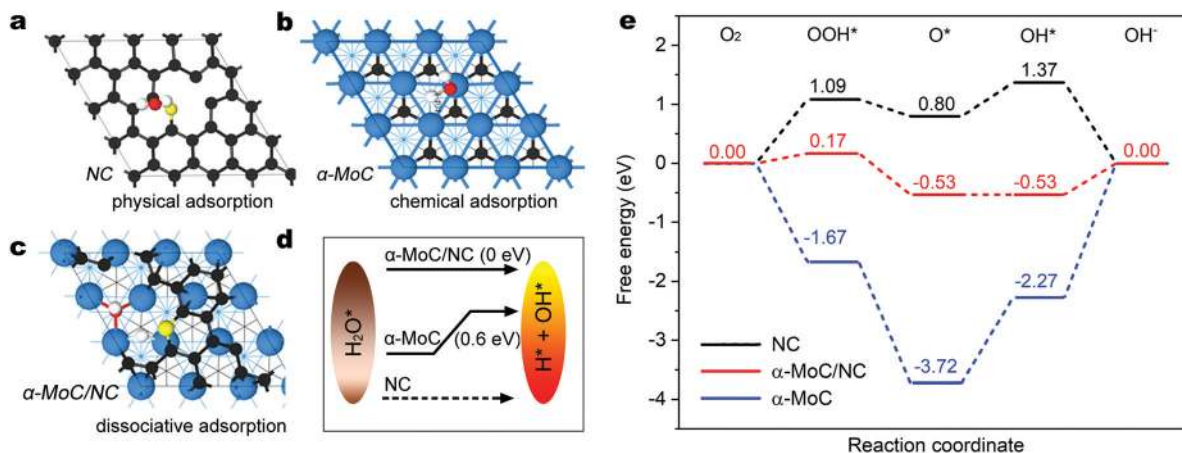 a
NC
physical adsorption
b
α-MoC
chemical adsorption
c
α-MoC/NC
dissociative adsorption
d
H₂O*
α-MoC/NC (0 eV)
α-MoC
(0.6 eV)
NC
H* + OH*
e
Free energy (eV)
2
1
0
-1
-2
-3
-4
O₂
OOH*
O*
OH*
OH⁻
1.09
0.80
1.37
0.00
0.17
-0.53
-0.53
0.00
-1.67
-3.72
-2.27
NC
α-MoC/NC
α-MoC
Reaction coordinate